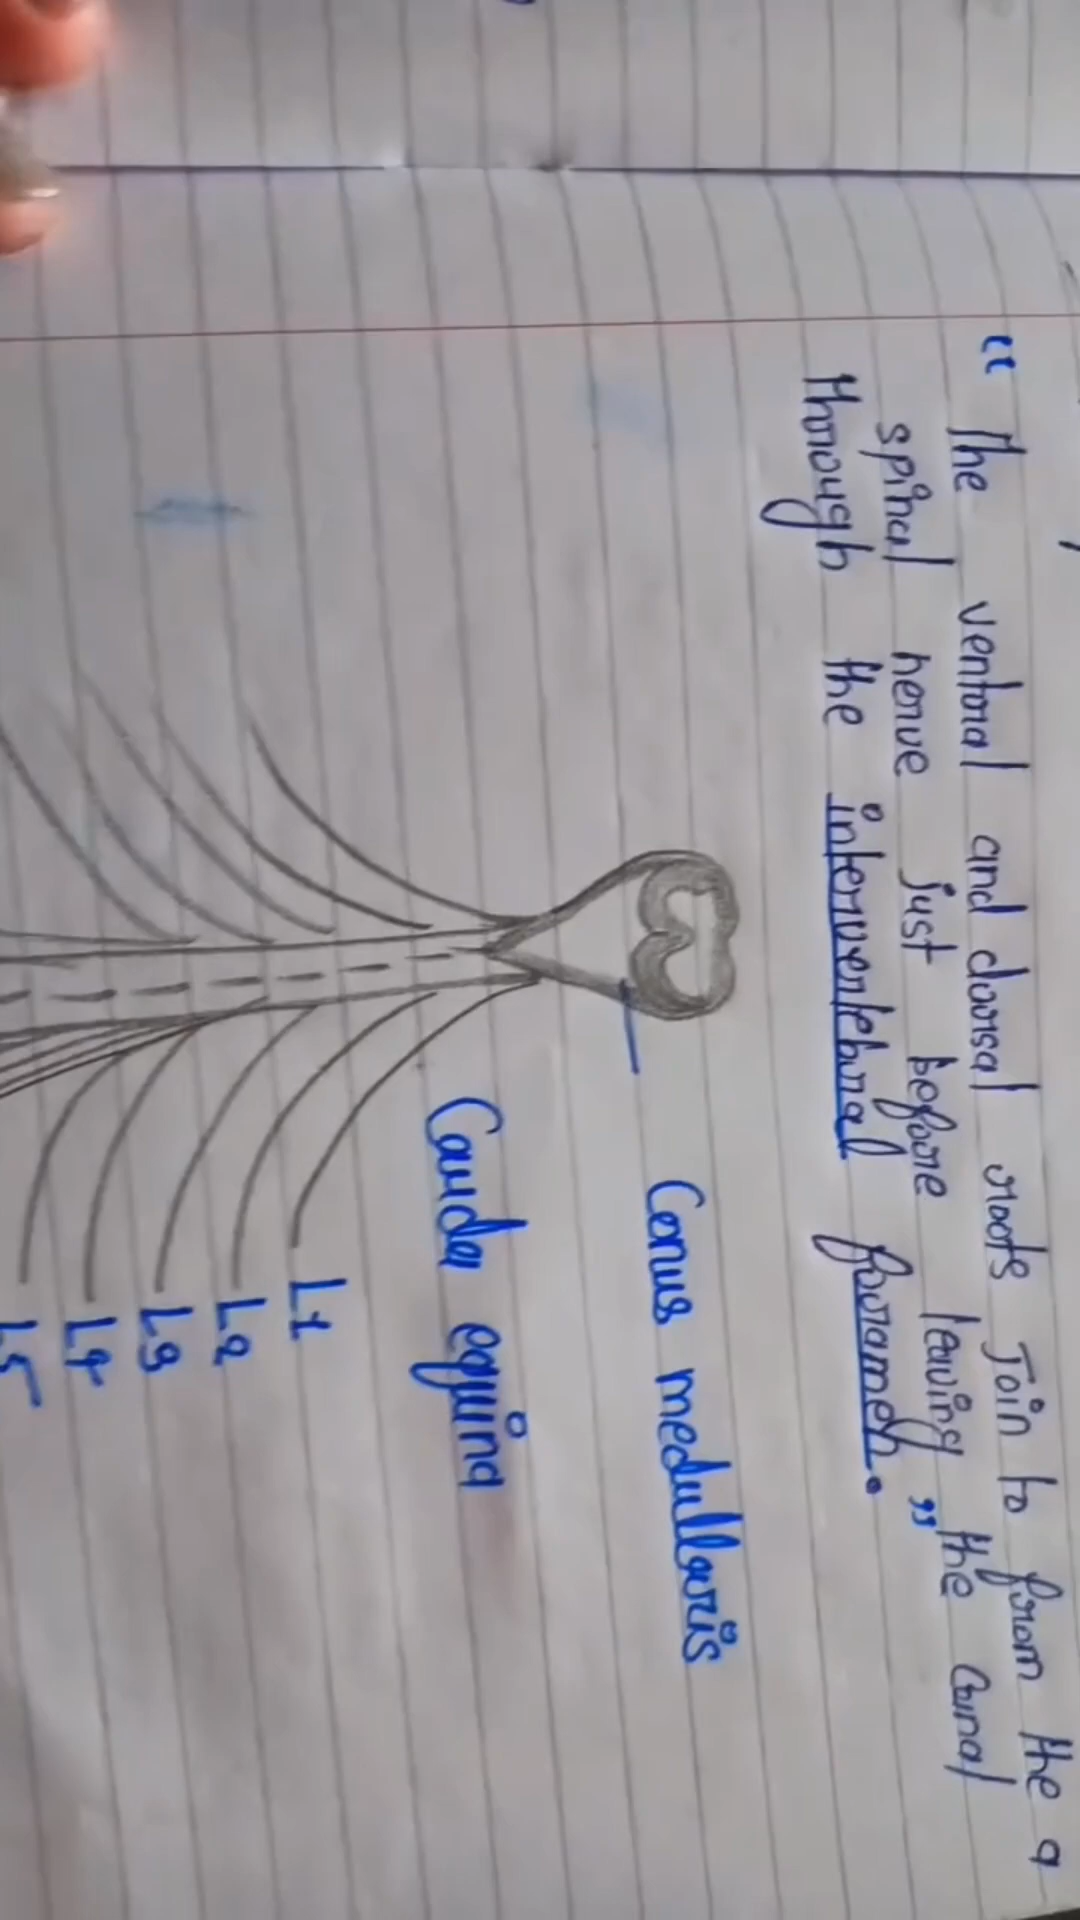 “ The ventral and dorsal roots Join to from the a
spinal nerve just before leaving ” the canal
through the intervertebral foramen.
Conus medullaris
Cauda equina
L1
L2
L3
L4
L5